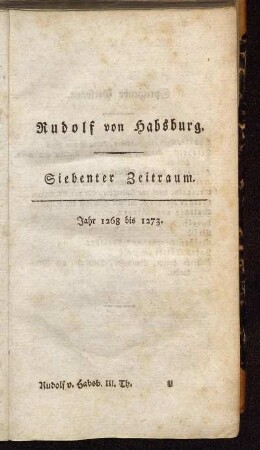 Rudolf von Habsburg.
Siebenter Zeitraum.
Jahr 1268 bis 1273.
Rudolf v. Habsb. III. Th. A